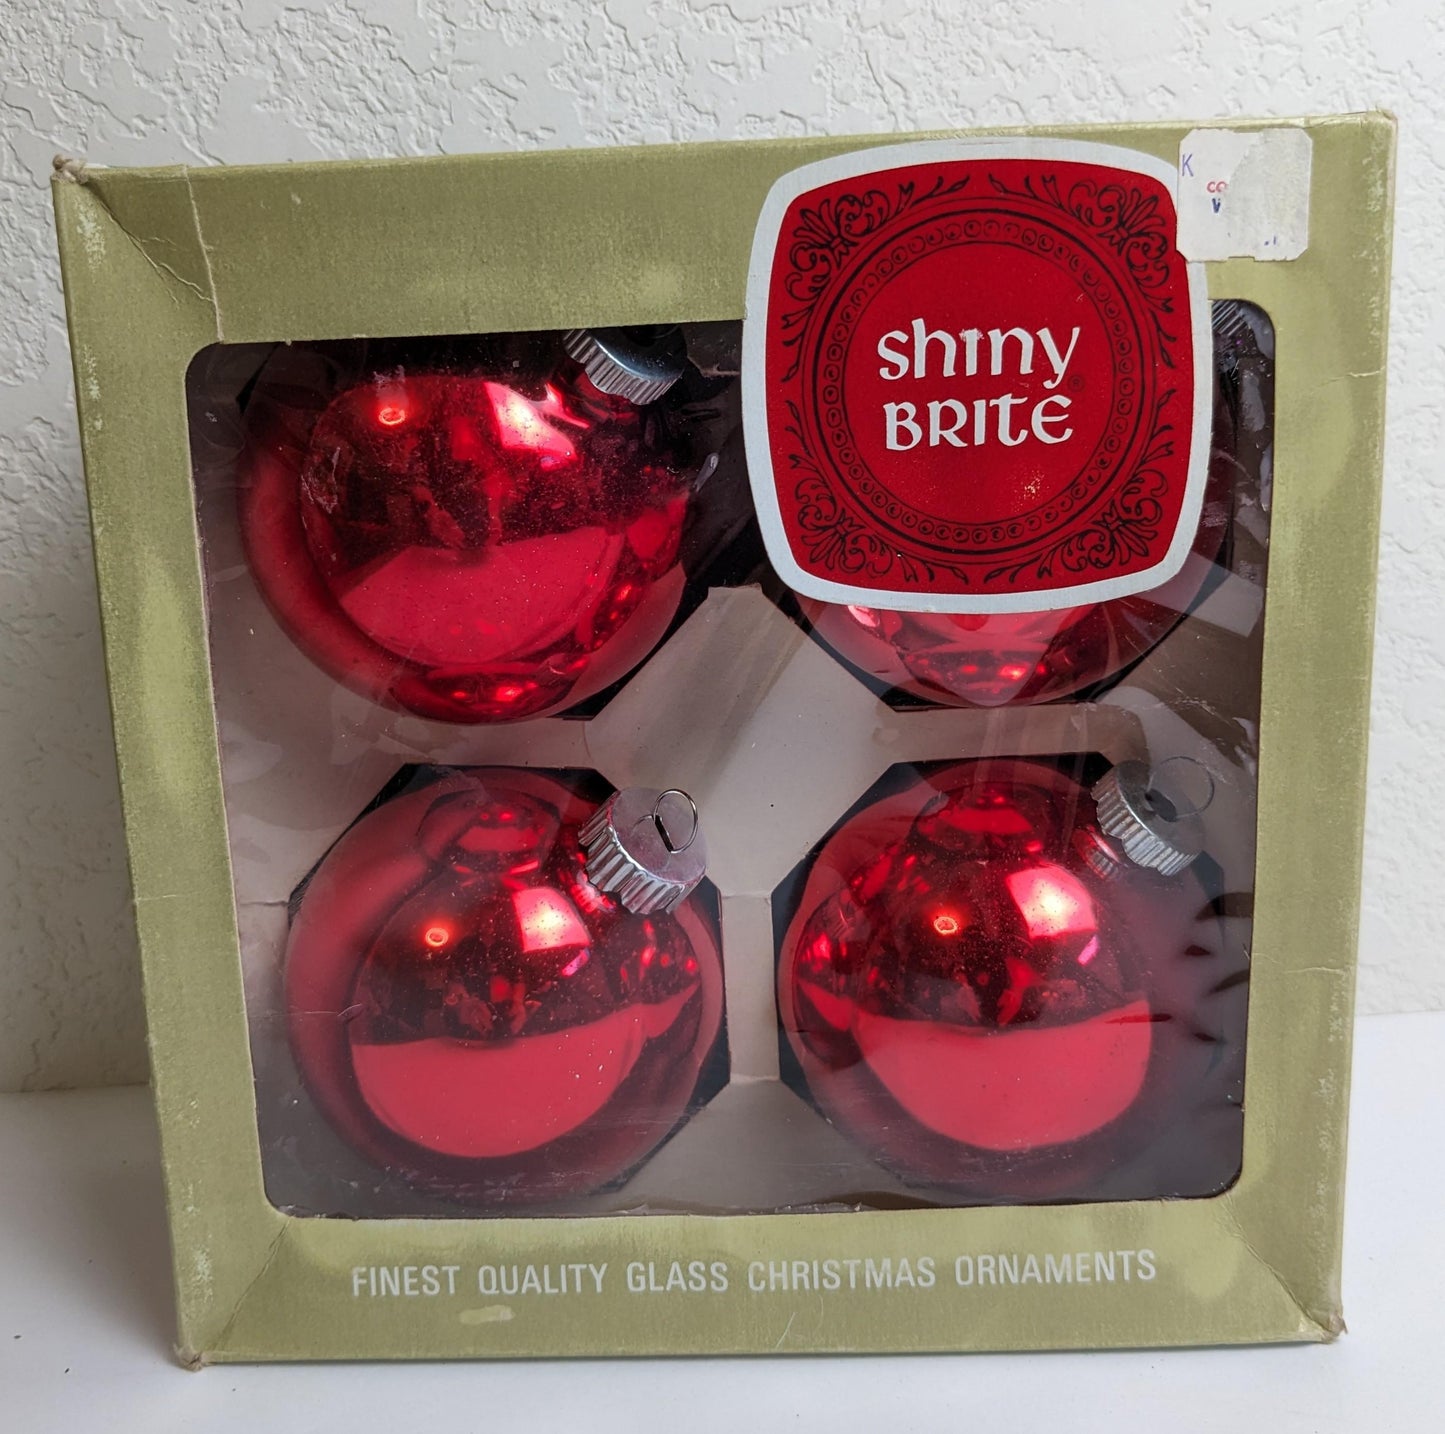 K
shiny
BRITE®
FINEST QUALITY GLASS CHRISTMAS ORNAMENTS